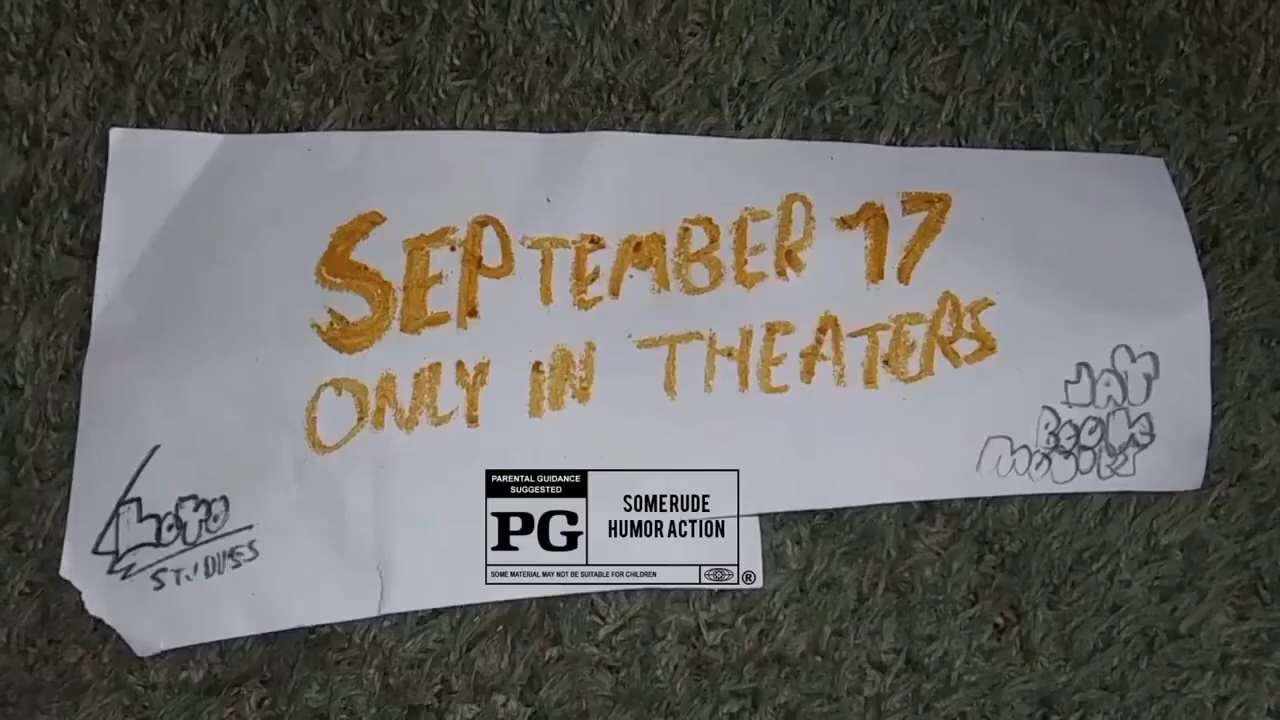 SEPTEMBER 17
ONLY IN THEATERS
JAY
STUDIOS
PARENTAL GUIDANCE
SUGGESTED
PG
SOME RUDE
HUMOR ACTION
SOME MATERIAL MAY NOT BE SUITABLE FOR CHILDREN
®